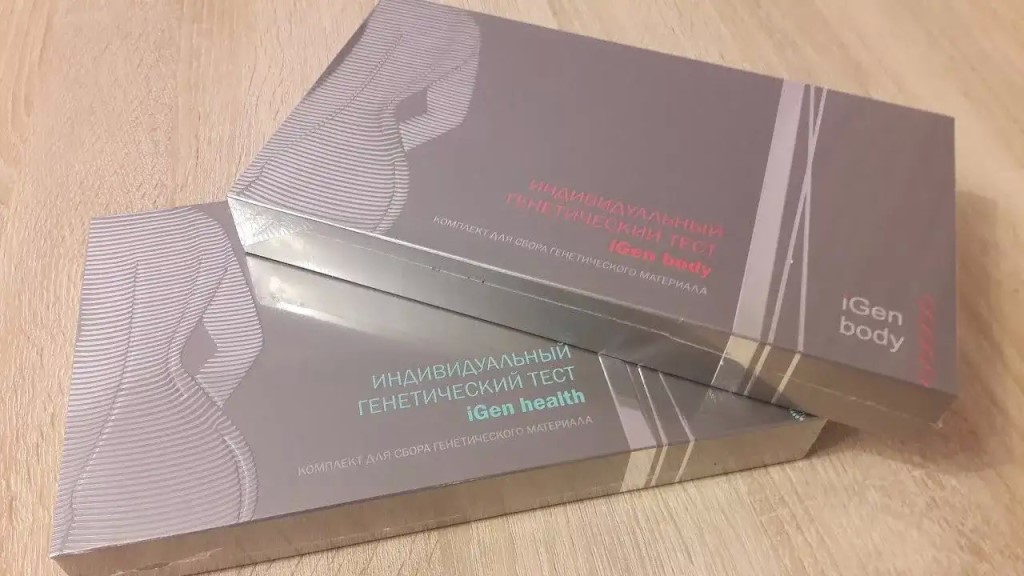 ИНДИВИДУАЛЬНЫЙ
ГЕНЕТИЧЕСКИЙ ТЕСТ
iGen body
КОМПЛЕКТ ДЛЯ СБОРА ГЕНЕТИЧЕСКОГО МАТЕРИАЛА
iGen
body
ИНДИВИДУАЛЬНЫЙ
ГЕНЕТИЧЕСКИЙ ТЕСТ
iGen health
КОМПЛЕКТ ДЛЯ СБОРА ГЕНЕТИЧЕСКОГО МАТЕРИАЛА